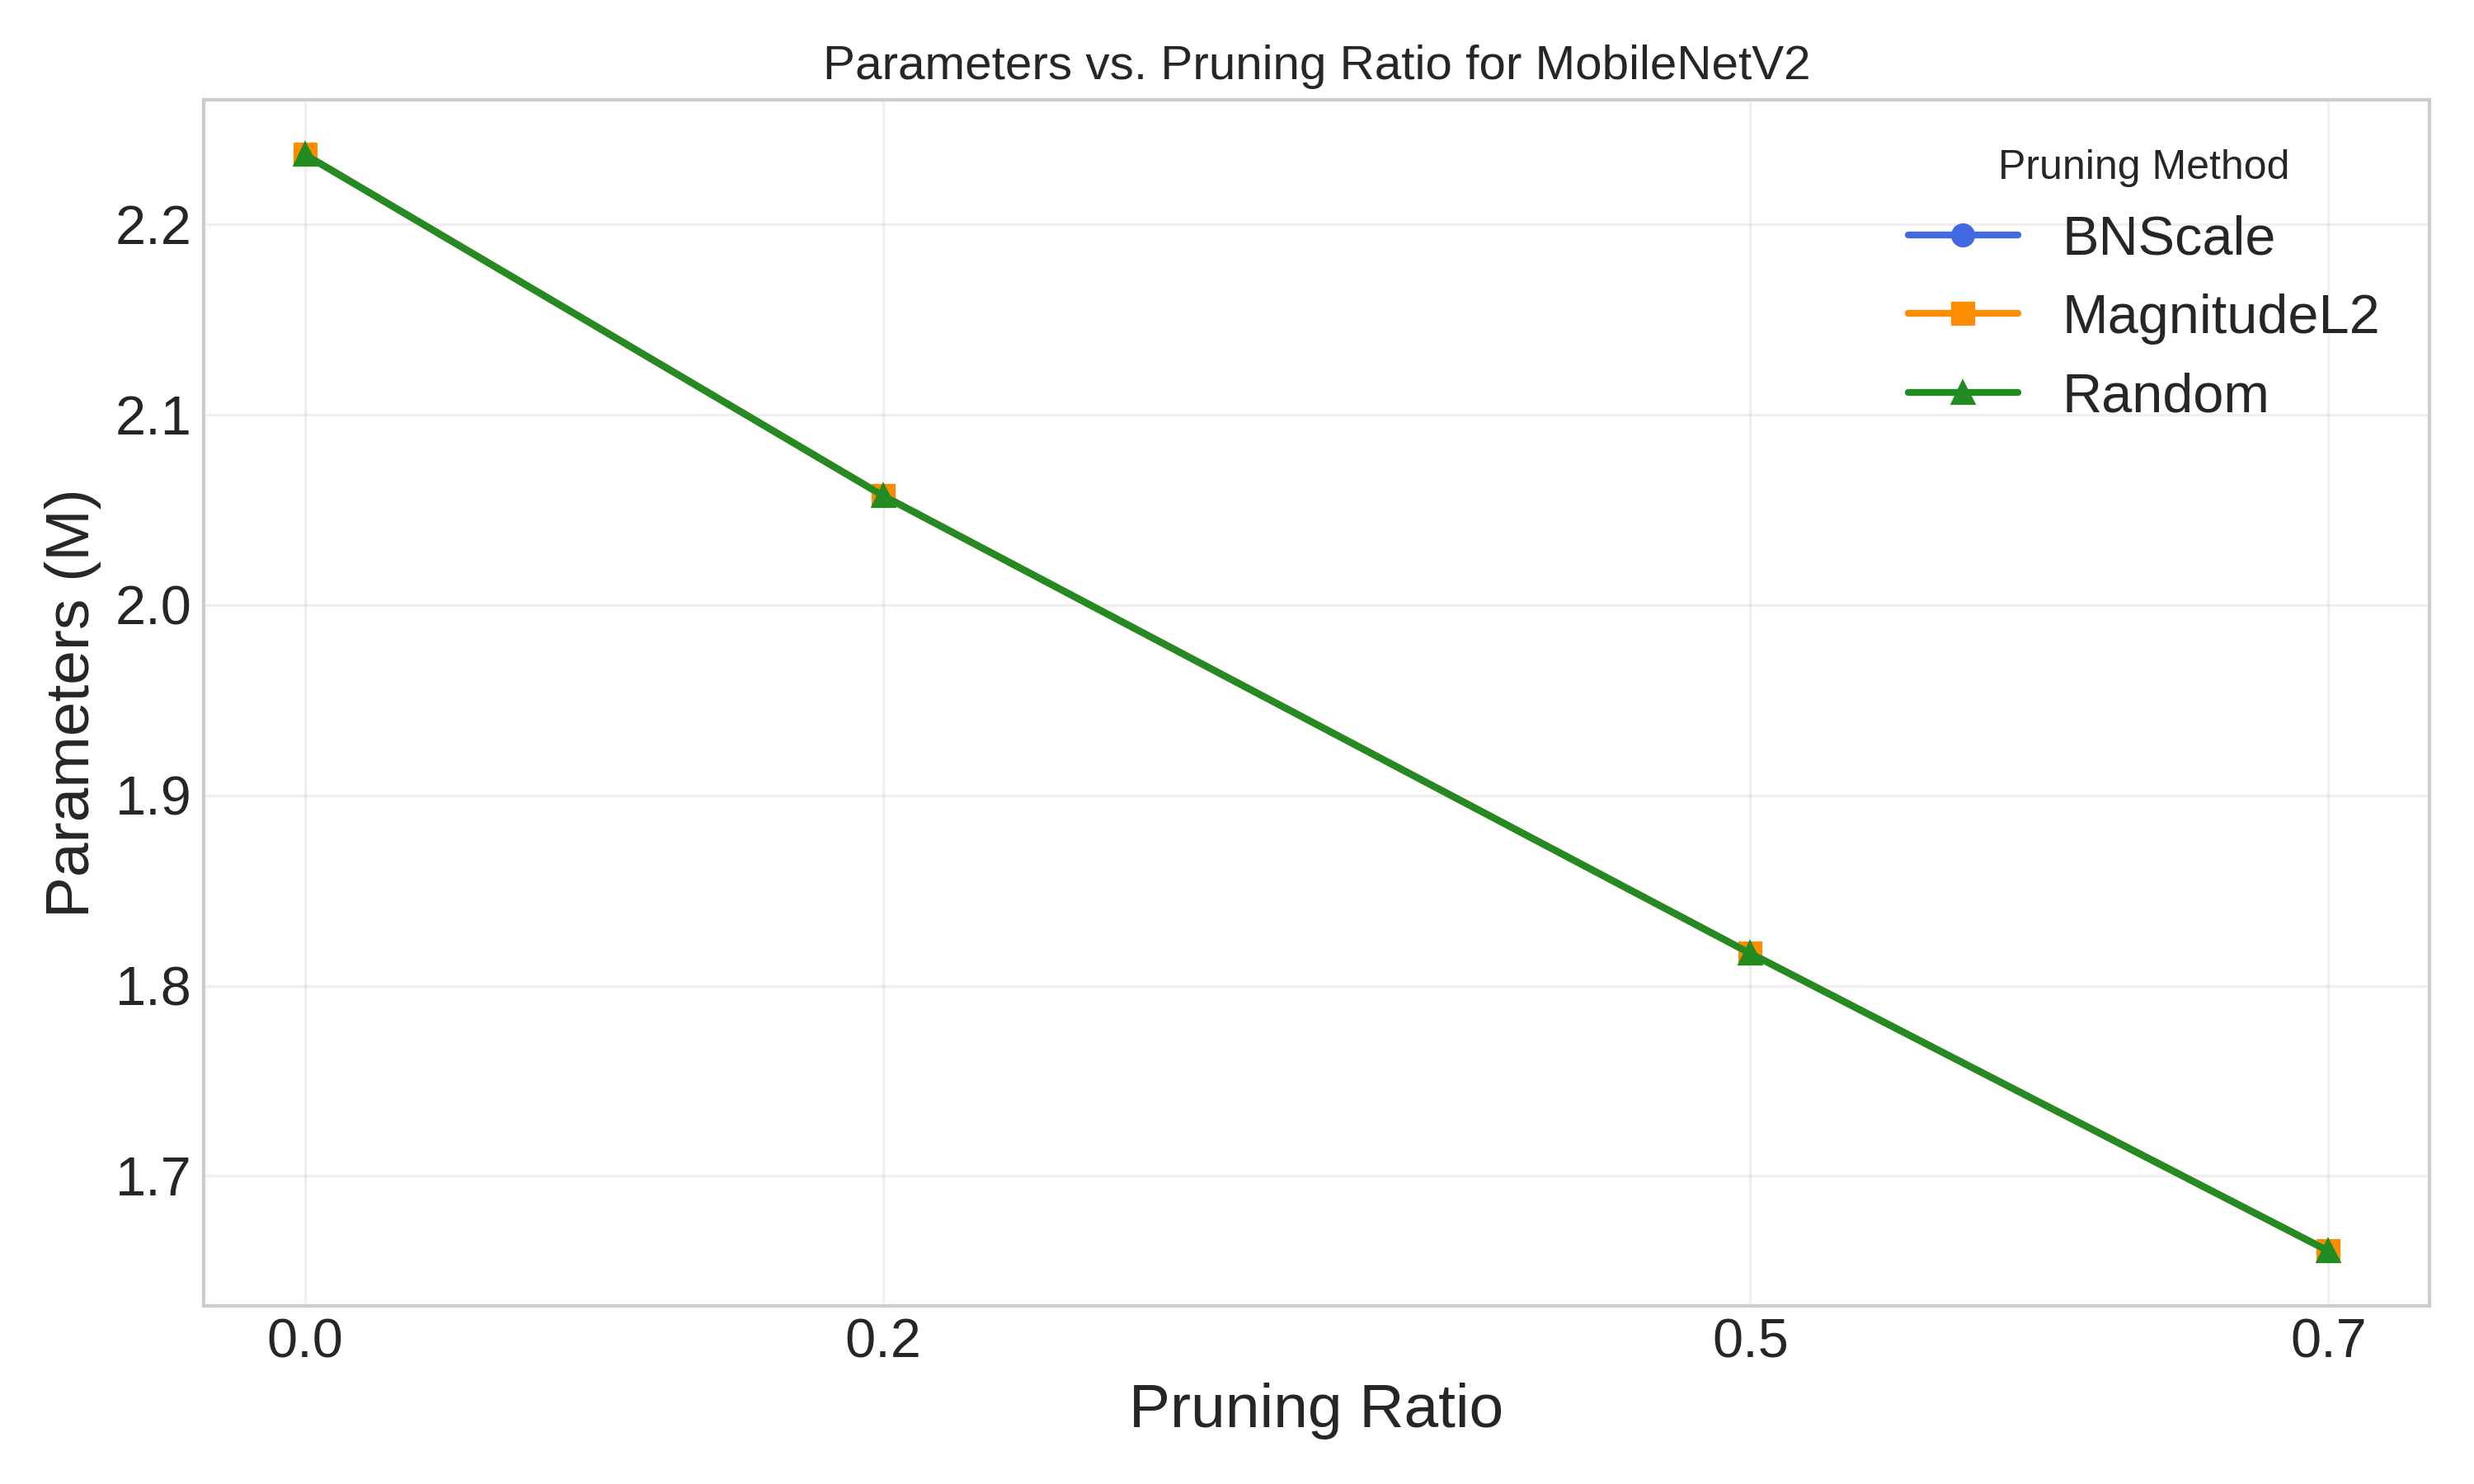 Parameters vs. Pruning Ratio for MobileNetV2
Pruning Method
BNScale
MagnitudeL2
Random
Parameters (M)
2.2
2.1
2.0
1.9
1.8
1.7
0.0 0.2 0.5 0.7
Pruning Ratio